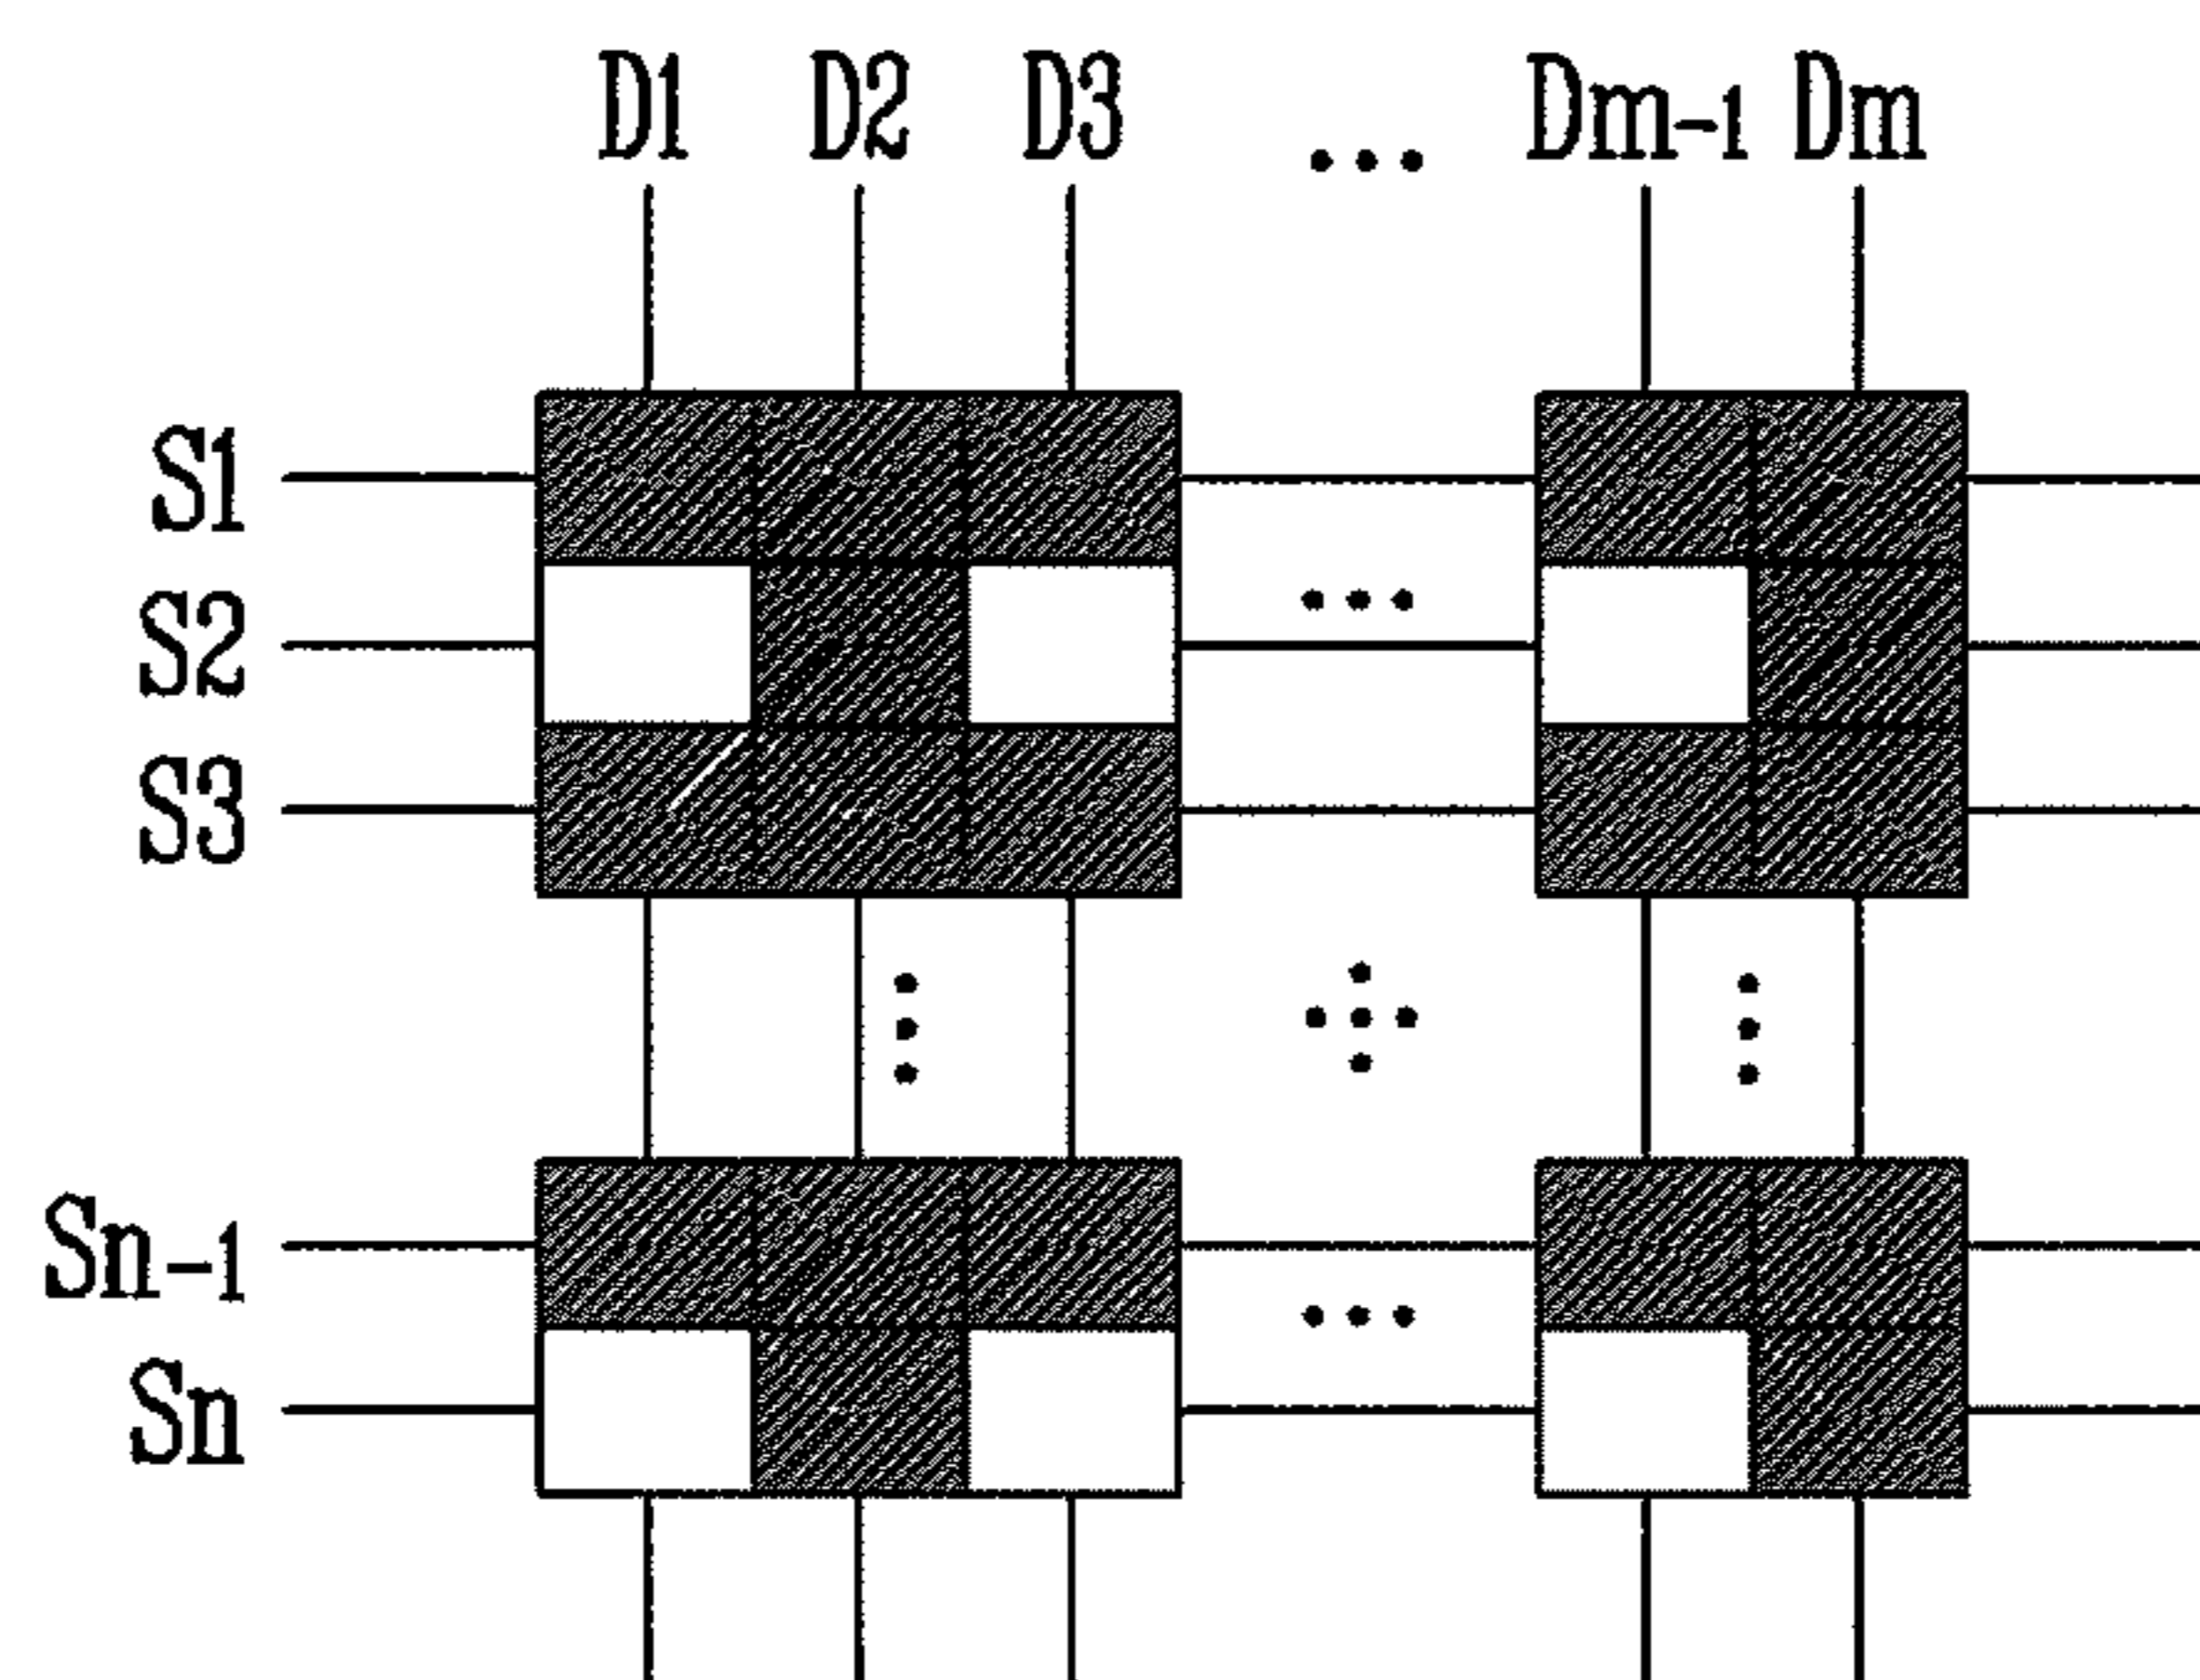 D1 D2 D3 ... Dm-1 Dm
S1
S2
S3
Sn-1
Sn